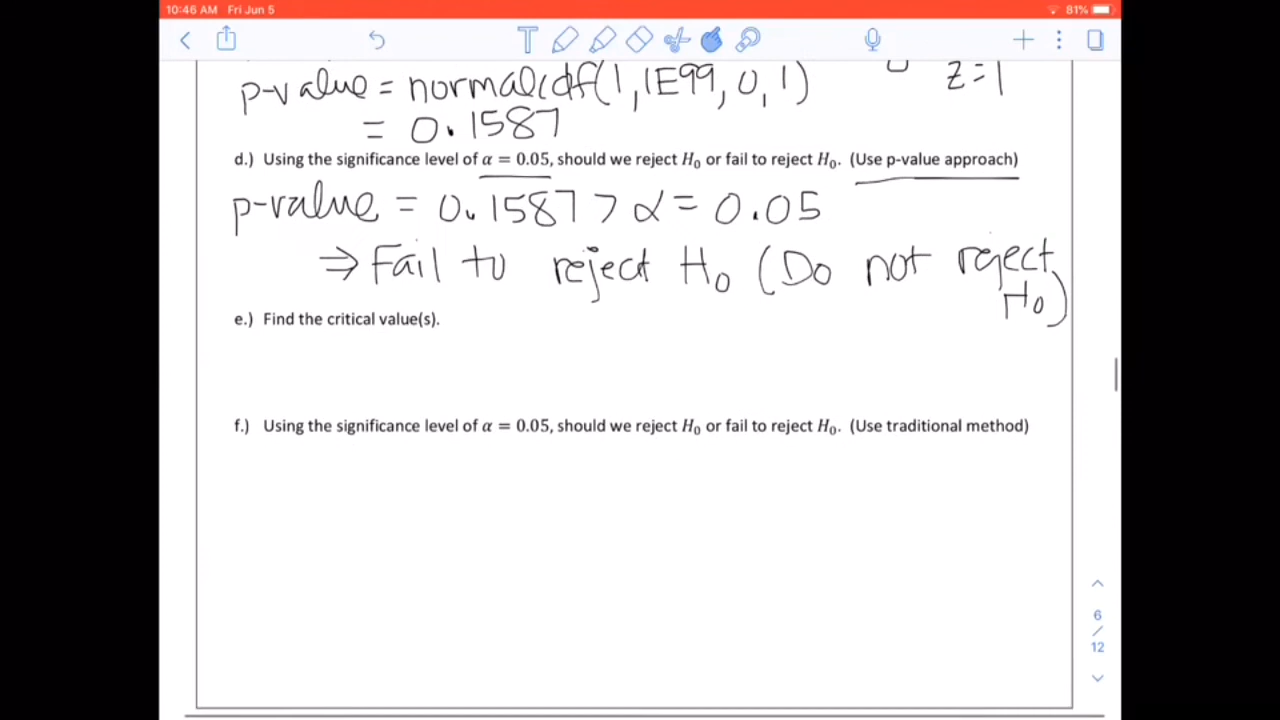 10:46 AM Fri Jun 5
81%
p-value = normalcdf(1, 1E99, 0, 1)
z = 1
= 0.1587
d.) Using the significance level of α = 0.05, should we reject H₀ or fail to reject H₀. (Use p-value approach)
p-value = 0.1587 > α = 0.05
⇒ Fail to reject H₀ (Do not reject
H₀)
e.) Find the critical value(s).
f.) Using the significance level of α = 0.05, should we reject H₀ or fail to reject H₀. (Use traditional method)
6
/
12